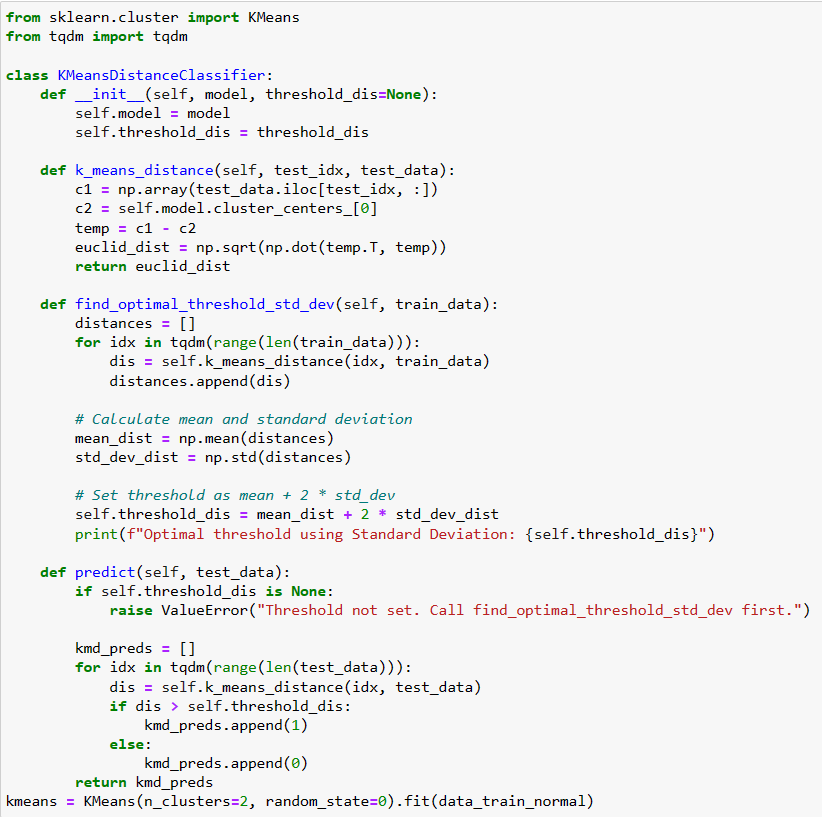 from sklearn.cluster import KMeans
from tqdm import tqdm

class KMeansDistanceClassifier:
    def __init__(self, model, threshold_dis=None):
        self.model = model
        self.threshold_dis = threshold_dis

    def k_means_distance(self, test_idx, test_data):
        c1 = np.array(test_data.iloc[test_idx, :])
        c2 = self.model.cluster_centers_[0]
        temp = c1 - c2
        euclid_dist = np.sqrt(np.dot(temp.T, temp))
        return euclid_dist

    def find_optimal_threshold_std_dev(self, train_data):
        distances = []
        for idx in tqdm(range(len(train_data))):
            dis = self.k_means_distance(idx, train_data)
            distances.append(dis)

        # Calculate mean and standard deviation
        mean_dist = np.mean(distances)
        std_dev_dist = np.std(distances)

        # Set threshold as mean + 2 * std_dev
        self.threshold_dis = mean_dist + 2 * std_dev_dist
        print(f"Optimal threshold using Standard Deviation: {self.threshold_dis}")

    def predict(self, test_data):
        if self.threshold_dis is None:
            raise ValueError("Threshold not set. Call find_optimal_threshold_std_dev first.")

        kmd_preds = []
        for idx in tqdm(range(len(test_data))):
            dis = self.k_means_distance(idx, test_data)
            if dis > self.threshold_dis:
                kmd_preds.append(1)
            else:
                kmd_preds.append(0)
        return kmd_preds
kmeans = KMeans(n_clusters=2, random_state=0).fit(data_train_normal)